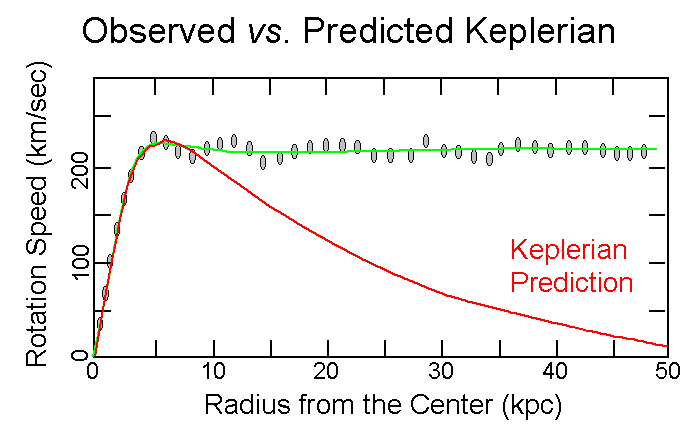 Observed vs. Predicted Keplerian
Rotation Speed (km/sec)
200
100
0
Keplerian
Prediction
0 10 20 30 40 50
Radius from the Center (kpc)